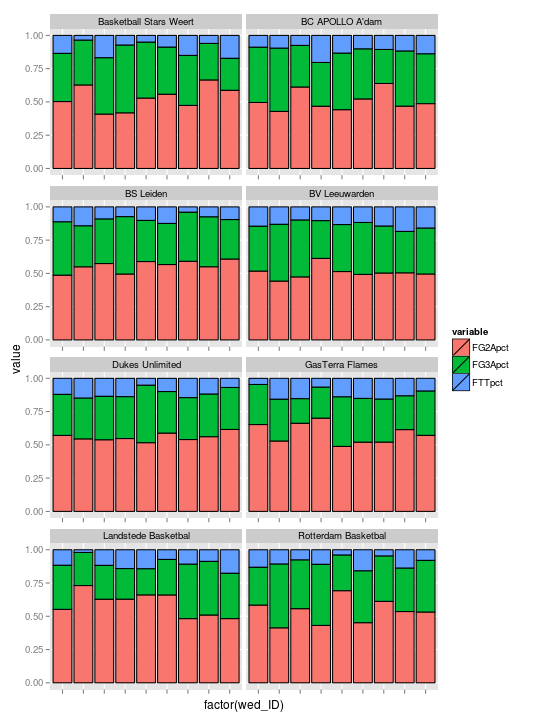 Basketball Stars Weert
BC APOLLO A'dam
1.00
0.75
0.50
0.25
0.00
BS Leiden
BV Leeuwarden
1.00
0.75
0.50
0.25
0.00
value
variable
FG2Apct
FG3Apct
FTTpct
Dukes Unlimited
GasTerra Flames
1.00
0.75
0.50
0.25
0.00
Landstede Basketbal
Rotterdam Basketbal
1.00
0.75
0.50
0.25
0.00
factor(wed_ID)